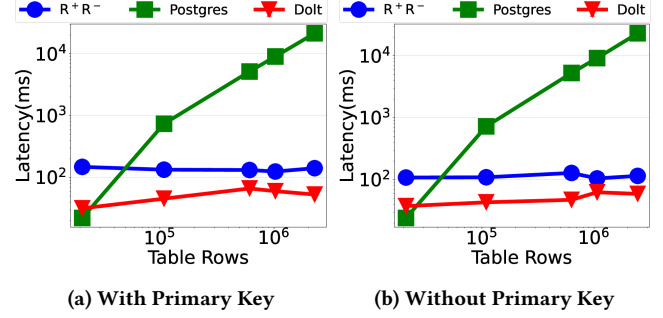 R⁺R⁻ Postgres Dolt
10⁴
10³
10²
Latency(ms)
10⁵ 10⁶
Table Rows
(a) With Primary Key
R⁺R⁻ Postgres Dolt
10⁴
10³
10²
Latency(ms)
10⁵ 10⁶
Table Rows
(b) Without Primary Key